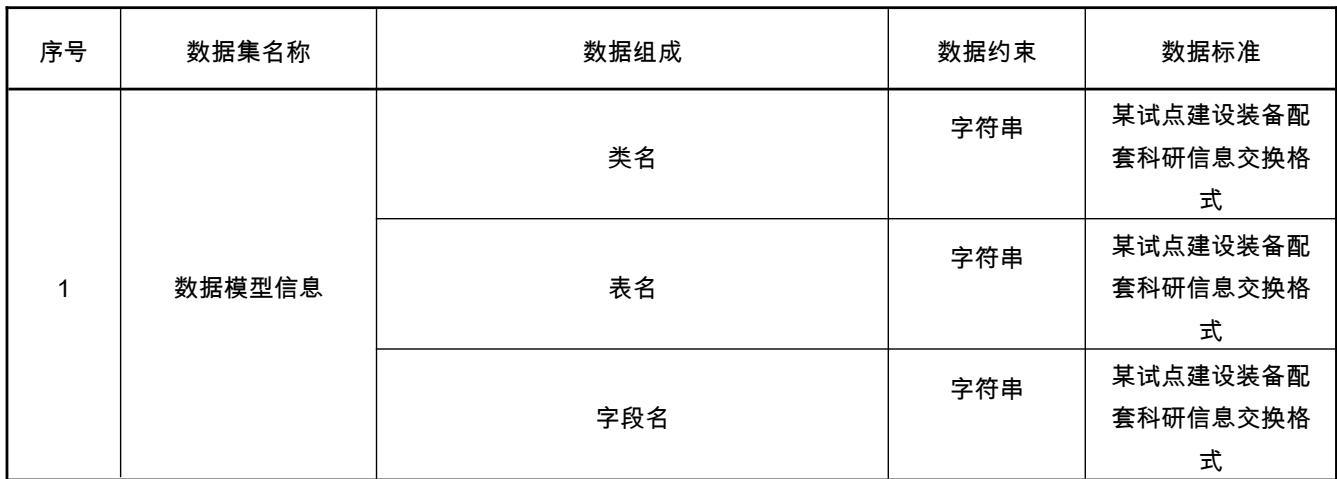 序号 数据集名称 数据组成 数据约束 数据标准
1 数据模型信息
类名 字符串
某试点建设装备配
套科研信息交换格
式
表名 字符串
某试点建设装备配
套科研信息交换格
式
字段名 字符串
某试点建设装备配
套科研信息交换格
式